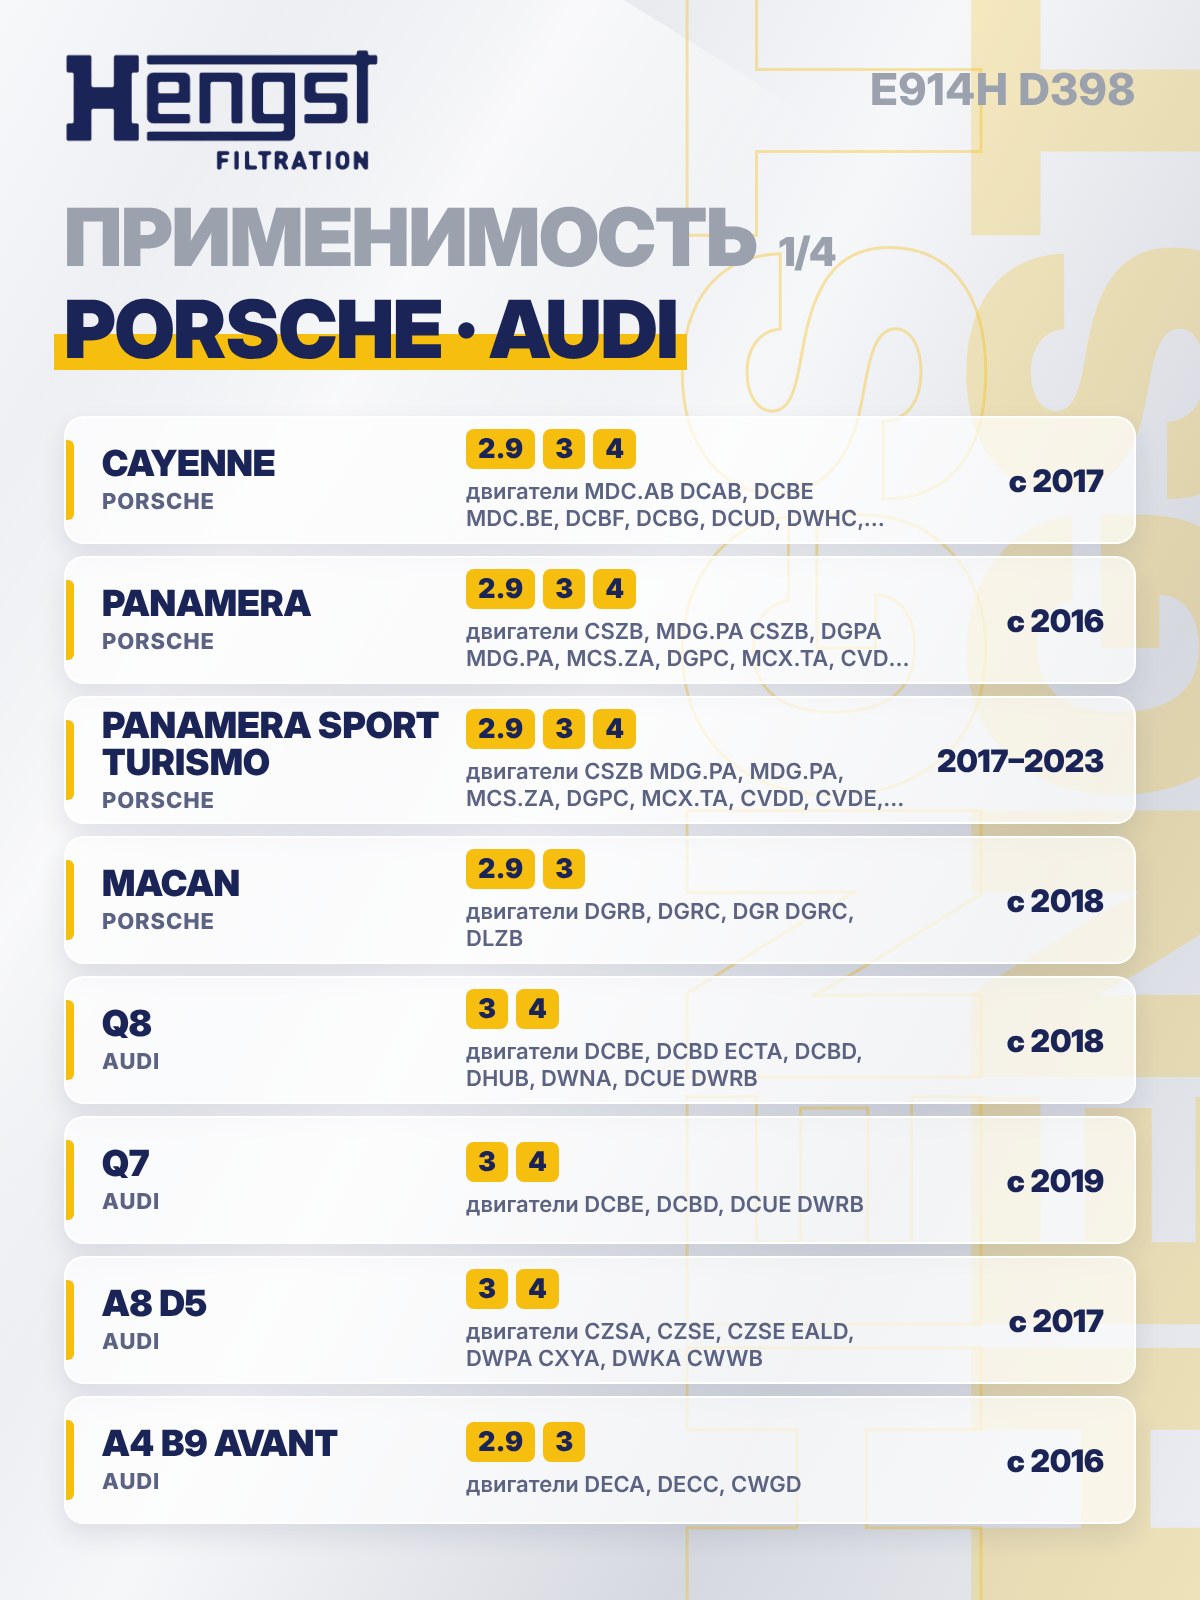 Hengst
FILTRATION
E914H D398
ПРИМЕНИМОСТЬ 1/4
PORSCHE · AUDI
CAYENNE
PORSCHE
2.9 3 4
двигатели MDC.AB DCAB, DCBE
MDC.BE, DCBF, DCBG, DCUD, DWHC,...
с 2017
PANAMERA
PORSCHE
2.9 3 4
двигатели CSZB, MDG.PA CSZB, DGPA
MDG.PA, MCS.ZA, DGPC, MCX.TA, CVD...
с 2016
PANAMERA SPORT
TURISMO
PORSCHE
2.9 3 4
двигатели CSZB MDG.PA, MDG.PA,
MCS.ZA, DGPC, MCX.TA, CVDD, CVDE,...
2017–2023
MACAN
PORSCHE
2.9 3
двигатели DGRB, DGRC, DGR DGRC,
DLZB
с 2018
Q8
AUDI
3 4
двигатели DCBE, DCBD ECTA, DCBD,
DHUB, DWNA, DCUE DWRB
с 2018
Q7
AUDI
3 4
двигатели DCBE, DCBD, DCUE DWRB
с 2019
A8 D5
AUDI
3 4
двигатели CZSA, CZSE, CZSE EALD,
DWPA CXYA, DWKA CWWB
с 2017
A4 B9 AVANT
AUDI
2.9 3
двигатели DECA, DECC, CWGD
с 2016
HENGST
HENGST